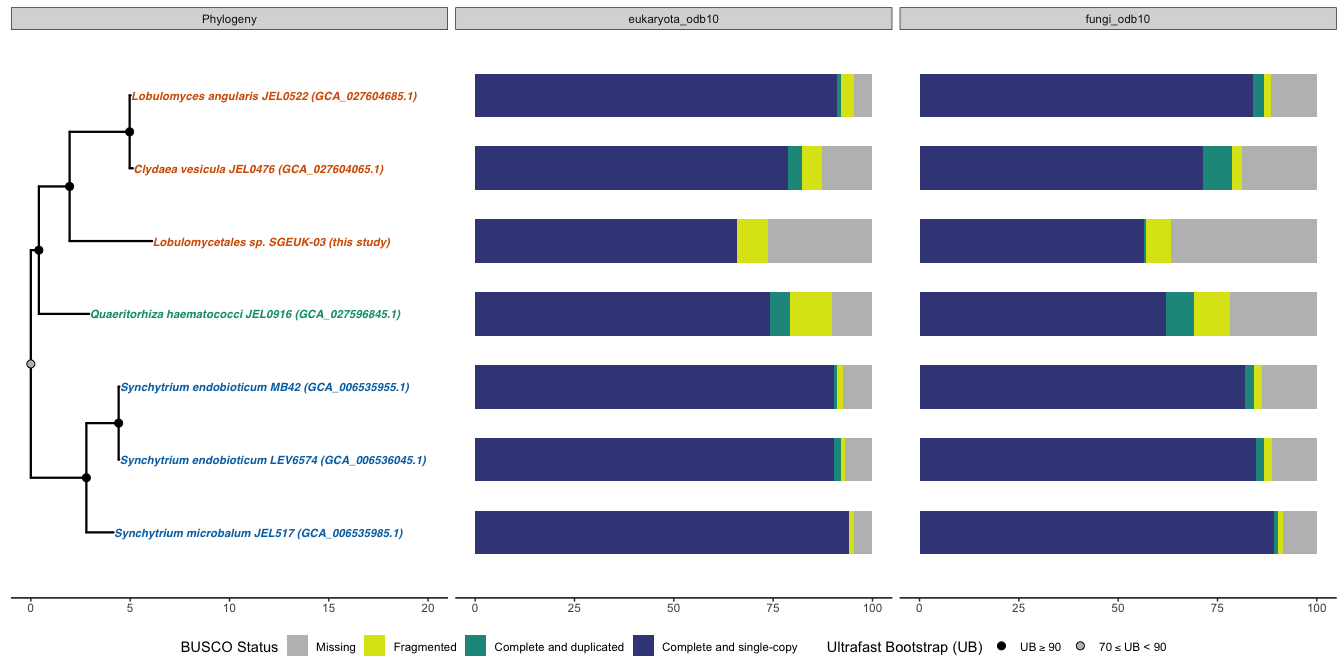 Phylogeny
eukaryota_odb10
fungi_odb10
Lobulomyces angularis JEL0522 (GCA_027604685.1)
Clydaea vesicula JEL0476 (GCA_027604065.1)
Lobulomycetales sp. SGEUK-03 (this study)
Quaeritorhiza haematococci JEL0916 (GCA_027596845.1)
Synchytrium endobioticum MB42 (GCA_006535955.1)
Synchytrium endobioticum LEV6574 (GCA_006536045.1)
Synchytrium microbalum JEL517 (GCA_006535985.1)
0 5 10 15 20
0 25 50 75 100
0 25 50 75 100
BUSCO Status Missing Fragmented Complete and duplicated Complete and single-copy Ultrafast Bootstrap (UB) UB ≥ 90 70 ≤ UB < 90